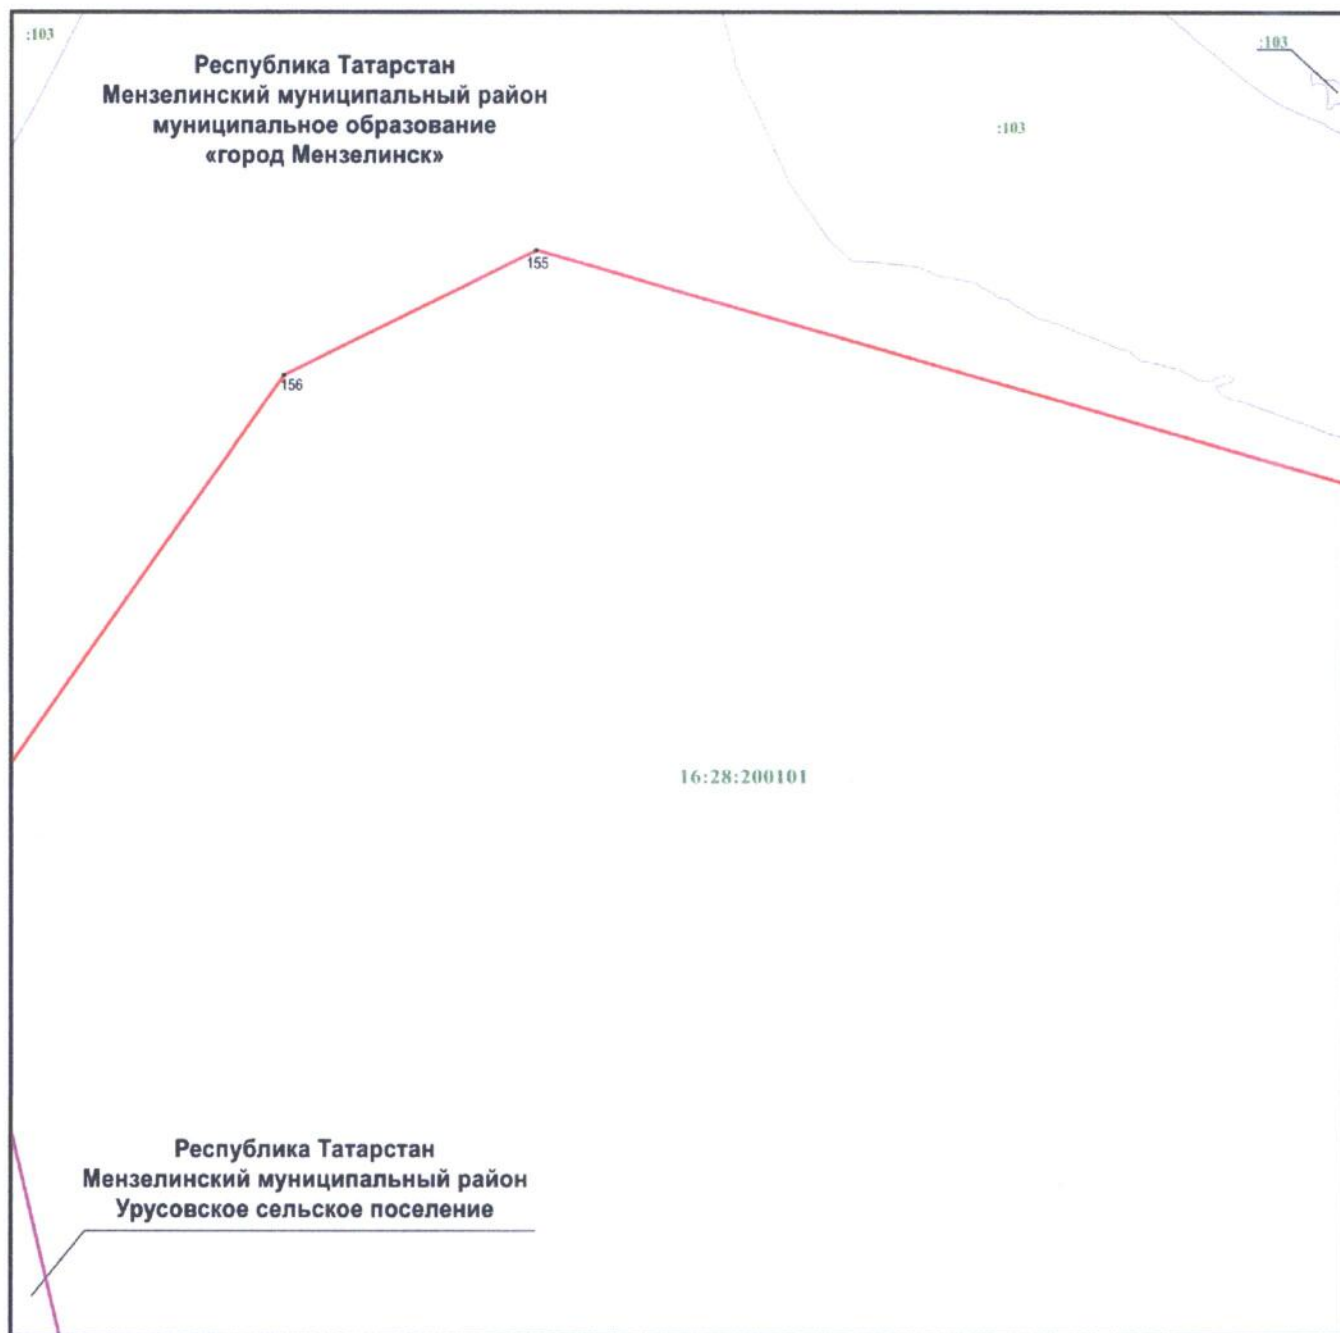 :103
Республика Татарстан
Мензелинский муниципальный район
муниципальное образование
«город Мензелинск»
:103
:103
155
156
16:28:200101
Республика Татарстан
Мензелинский муниципальный район
Урусовское сельское поселение